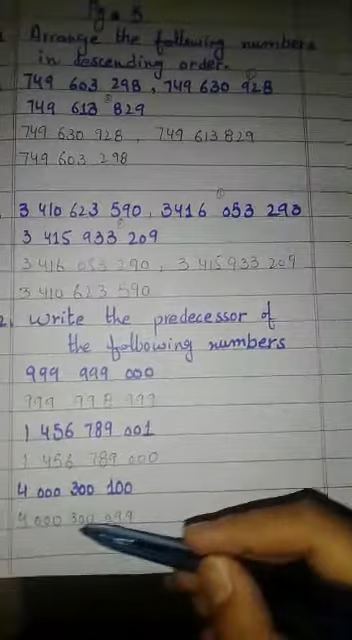 Pg # 3
Arrange the following numbers
in descending order.
749 603 298, 749 630 928
749 613 829
749 630 928, 749 613 829
749 603 298
3 410 623 590, 3416 053 290
3 415 933 209
3 416 053 290, 3 415 933 209
3 410 623 590
2. Write the predecessor of
the following numbers
999 999 000
999 998 999
1 456 789 001
1 456 789 000
4 000 300 100
4 000 300 099